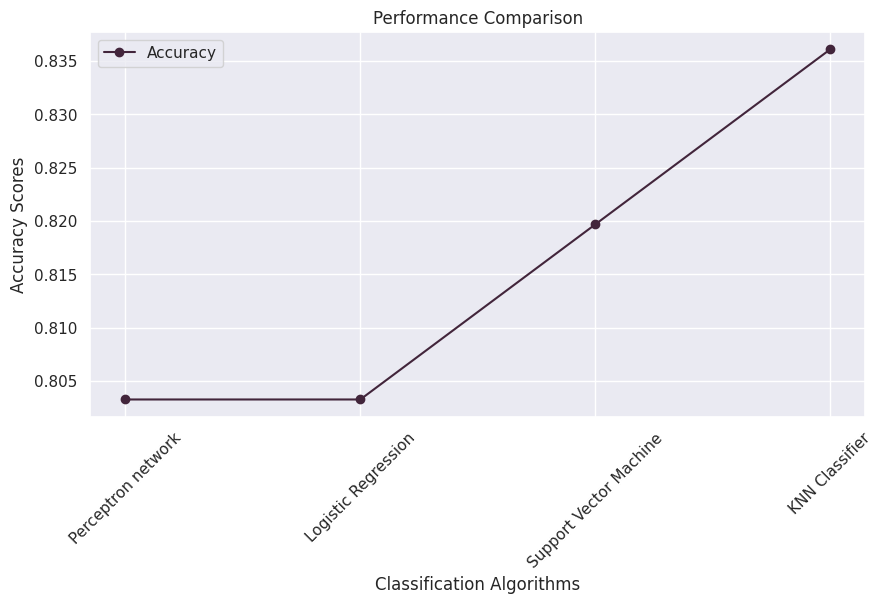 Performance Comparison
Accuracy
Accuracy Scores
0.835
0.830
0.825
0.820
0.815
0.810
0.805
Perceptron network
Logistic Regression
Support Vector Machine
KNN Classifier
Classification Algorithms